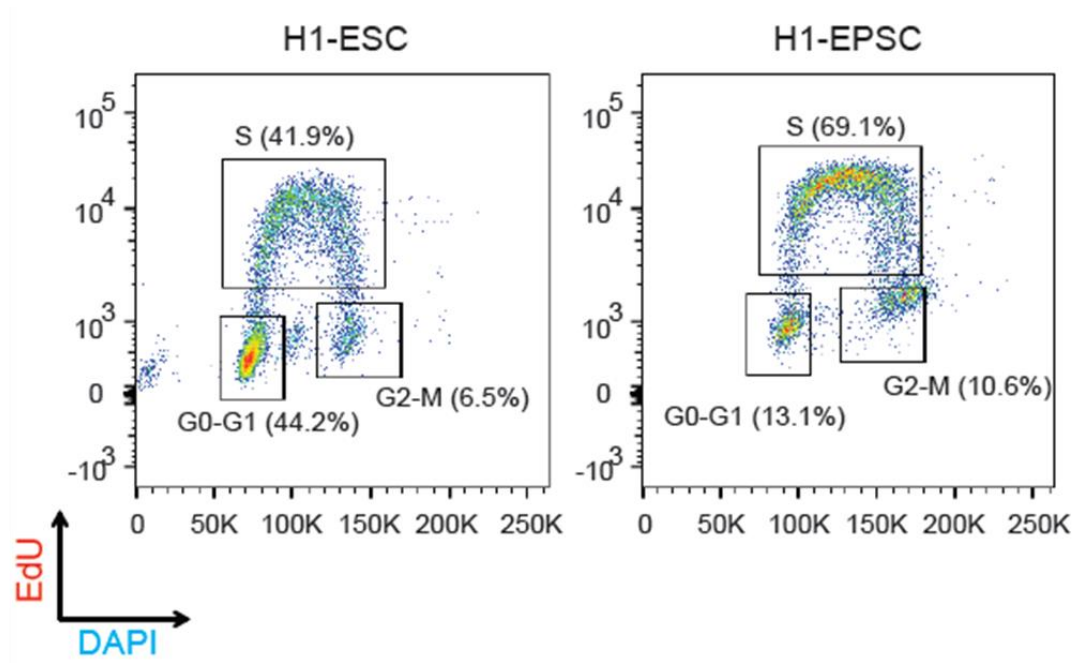 H1-ESC
H1-EPSC
10^5
S (41.9%)
10^4
10^3
0
-10^3
G0-G1 (44.2%)
G2-M (6.5%)
0 50K 100K 150K 200K 250K
10^5
S (69.1%)
10^4
10^3
0
-10^3
G0-G1 (13.1%)
G2-M (10.6%)
0 50K 100K 150K 200K 250K
EdU
DAPI